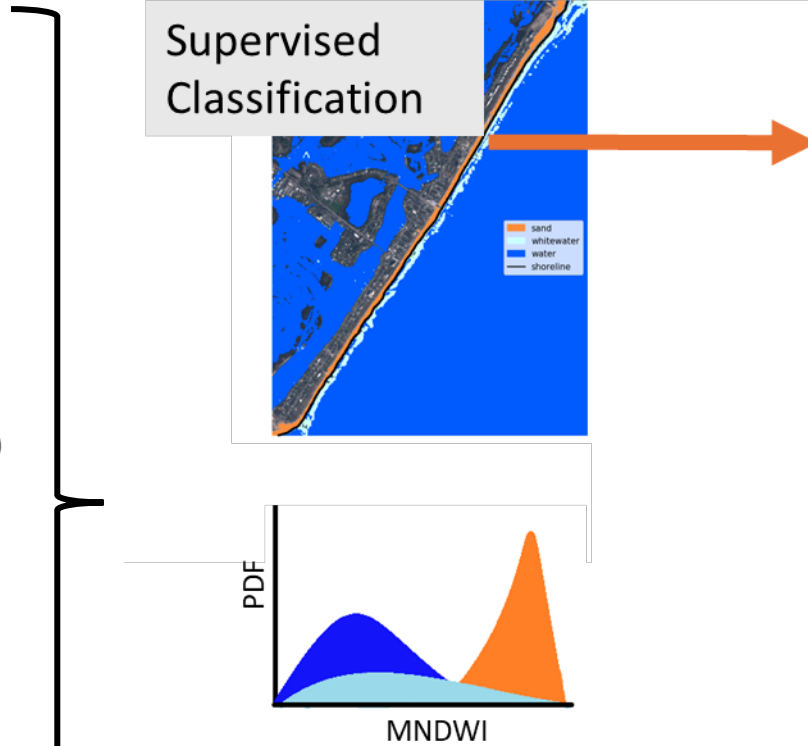 Supervised
Classification
sand
whitewater
water
shoreline
)
PDF
MNDWI